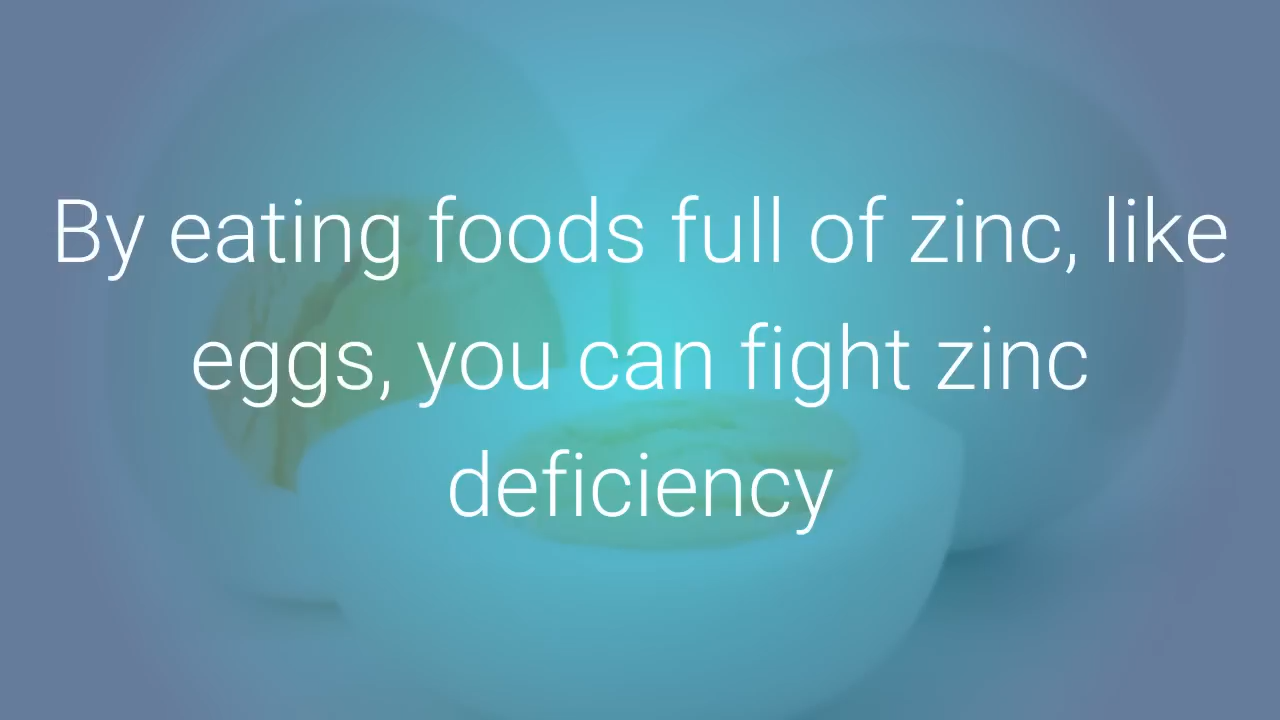 By eating foods full of zinc, like
eggs, you can fight zinc
deficiency